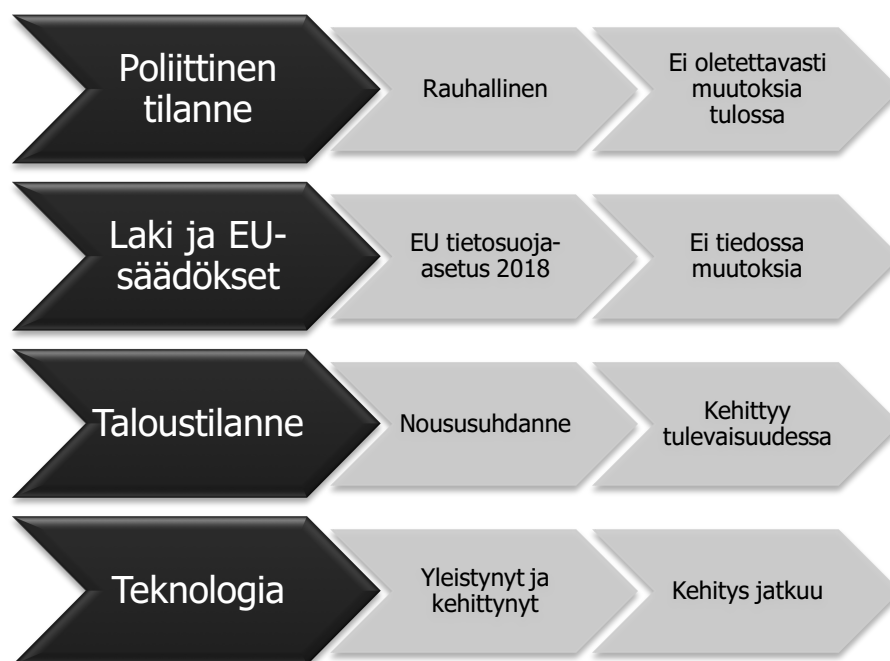 Poliittinen
tilanne
Rauhallinen
Ei oletettavasti
muutoksia
tulossa
Laki ja EU-
säädökset
EU tietosuoja-
asetus 2018
Ei tiedossa
muutoksia
Taloustilanne
Noususuhdanne
Kehittyy
tulevaisuudessa
Teknologia
Yleistynyt ja
kehittynyt
Kehitys jatkuu